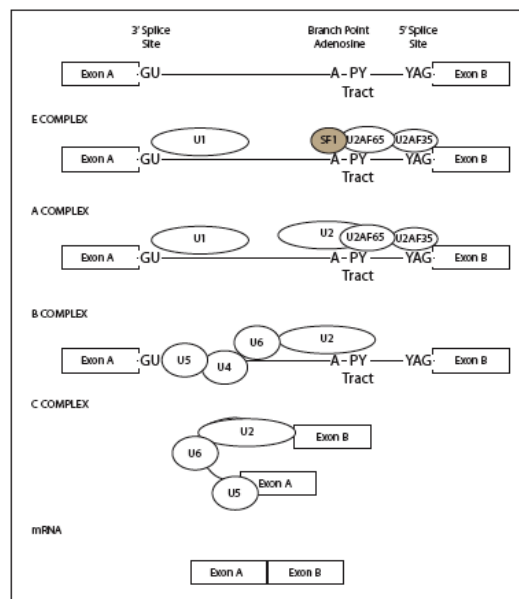 3' Splice Site Branch Point Adenosine 5' Splice Site
Exon A GU A - PY YAG Exon B
Tract
E COMPLEX
U1 SF1 U2AF65 U2AF35
Exon A GU A - PY YAG Exon B
Tract
A COMPLEX
U1 U2 U2AF65 U2AF35
Exon A GU A - PY YAG Exon B
Tract
B COMPLEX
U6 U2
Exon A GU U5 U4 A - PY YAG Exon B
Tract
C COMPLEX
U2 Exon B
U6
U5 Exon A
mRNA
Exon A Exon B